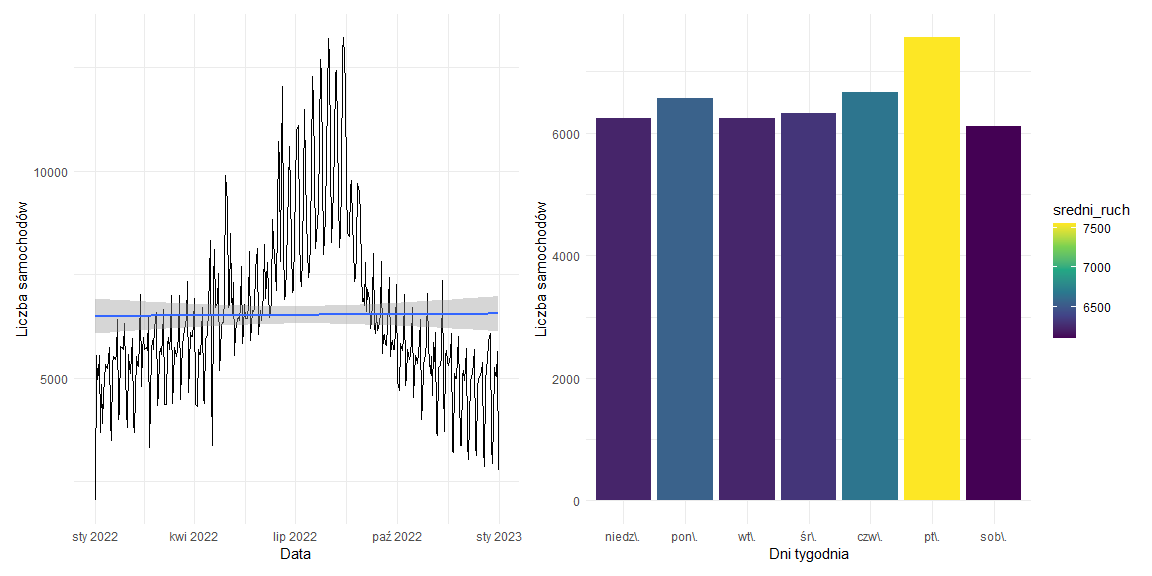 Liczba samochodów
10000
5000
sty 2022
kwi 2022
lip 2022
paź 2022
sty 2023
Data
Liczba samochodów
6000
4000
2000
0
niedz\.
pon\.
wt\.
śr\.
czw\.
pt\.
sob\.
Dni tygodnia
sredni_ruch
7500
7000
6500